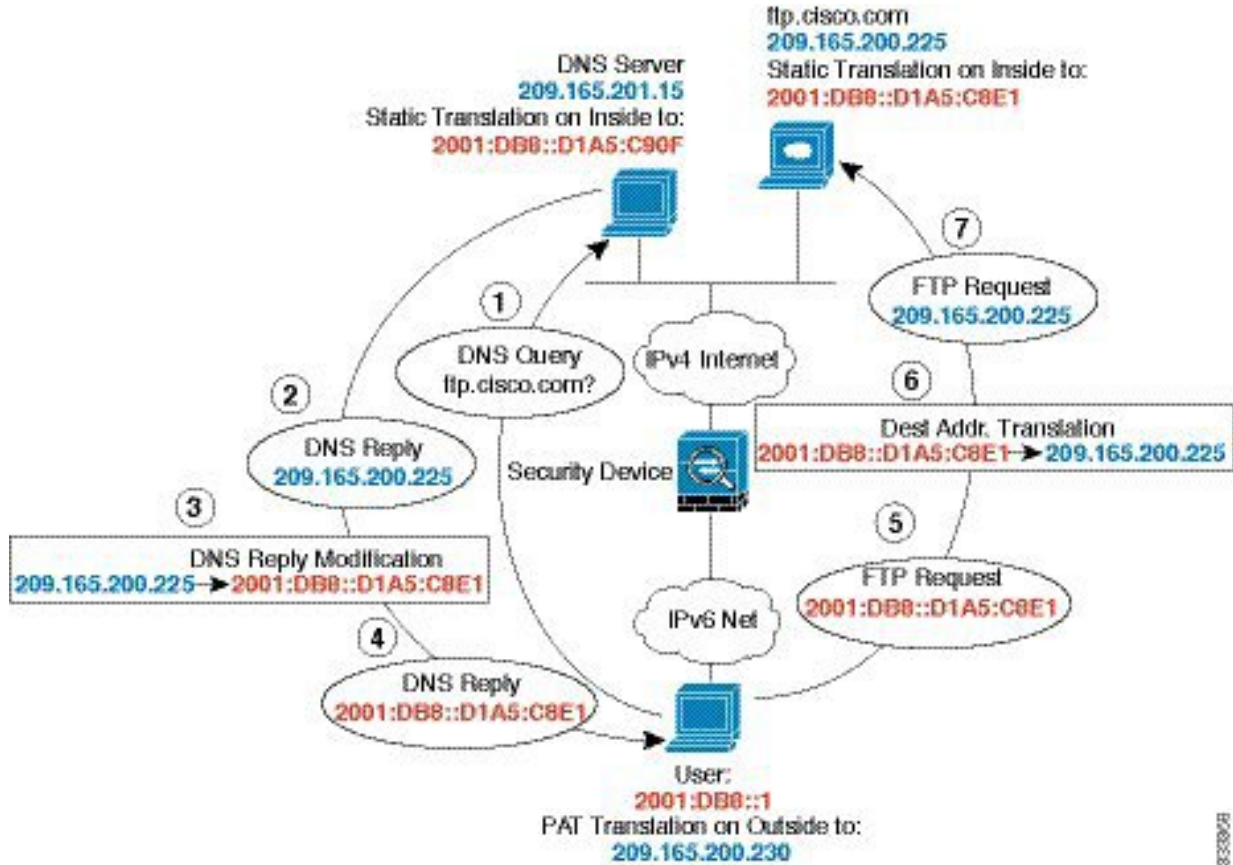 ftp.cisco.com
209.165.200.225
Static Translation on Inside to:
2001:DB8::D1A5:C8E1
DNS Server
209.165.201.15
Static Translation on Inside to:
2001:DB8::D1A5:C90F
7
FTP Request
209.165.200.225
1
DNS Query
ftp.cisco.com?
IPv4 Internet
2
DNS Reply
209.165.200.225
6
Dest Addr. Translation
2001:DB8::D1A5:C8E1 → 209.165.200.225
Security Device
3
DNS Reply Modification
209.165.200.225 → 2001:DB8::D1A5:C8E1
5
FTP Request
2001:DB8::D1A5:C8E1
IPv6 Net
4
DNS Reply
2001:DB8::D1A5:C8E1
User:
2001:DB8::1
PAT Translation on Outside to:
209.165.200.230